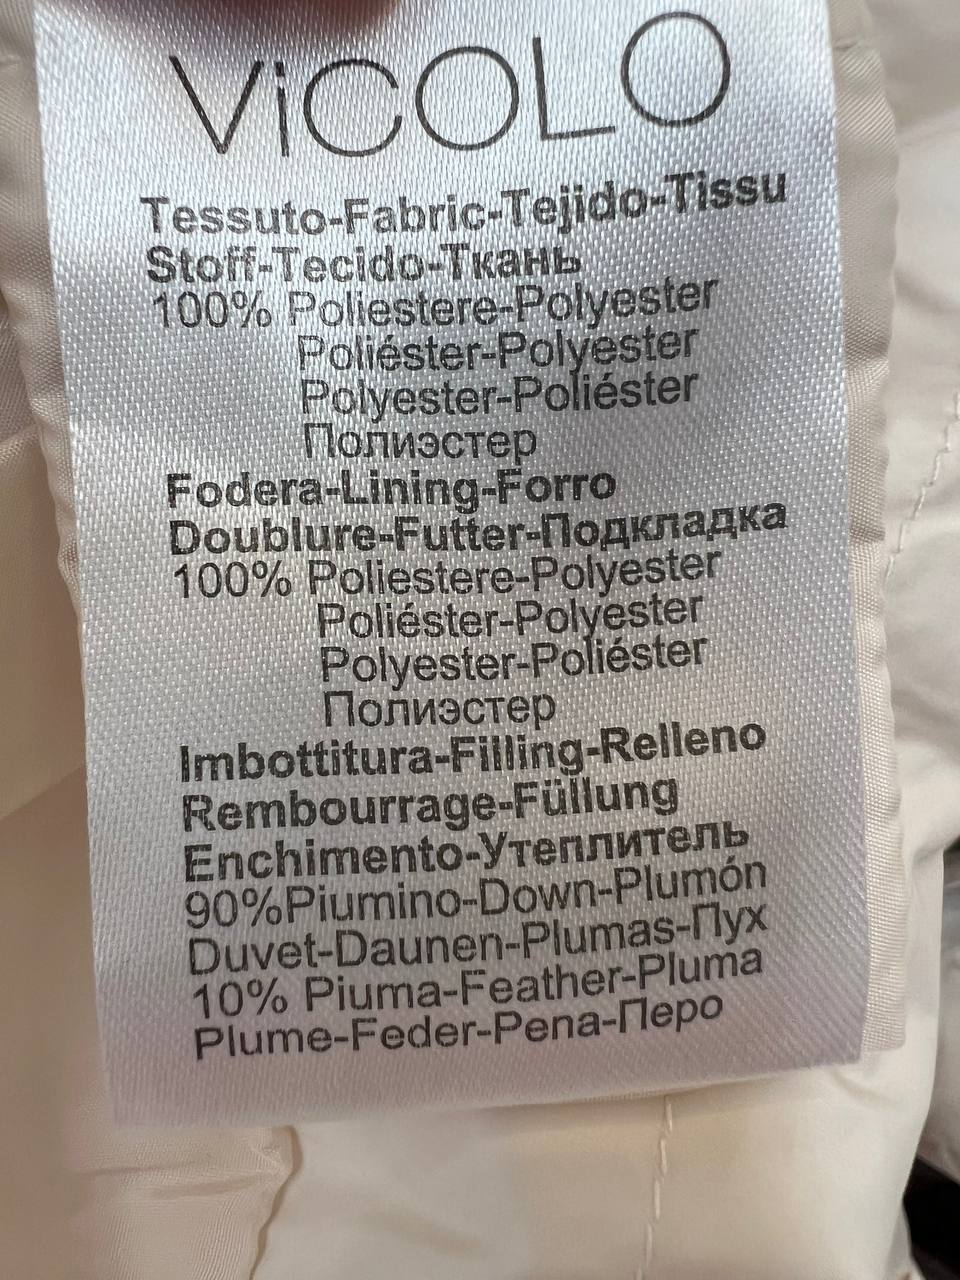 ViCOLO
Tessuto-Fabric-Tejido-Tissu
Stoff-Tecido-Ткань
100% Poliestere-Polyester
Poliéster-Polyester
Polyester-Poliéster
Полиэстер
Fodera-Lining-Forro
Doublure-Futter-Подкладка
100% Poliestere-Polyester
Poliéster-Polyester
Polyester-Poliéster
Полиэстер
Imbottitura-Filling-Relleno
Rembourrage-Füllung
Enchimento-Утеплитель
90%Piumino-Down-Plumón
Duvet-Daunen-Plumas-Пух
10% Piuma-Feather-Pluma
Plume-Feder-Pena-Перо